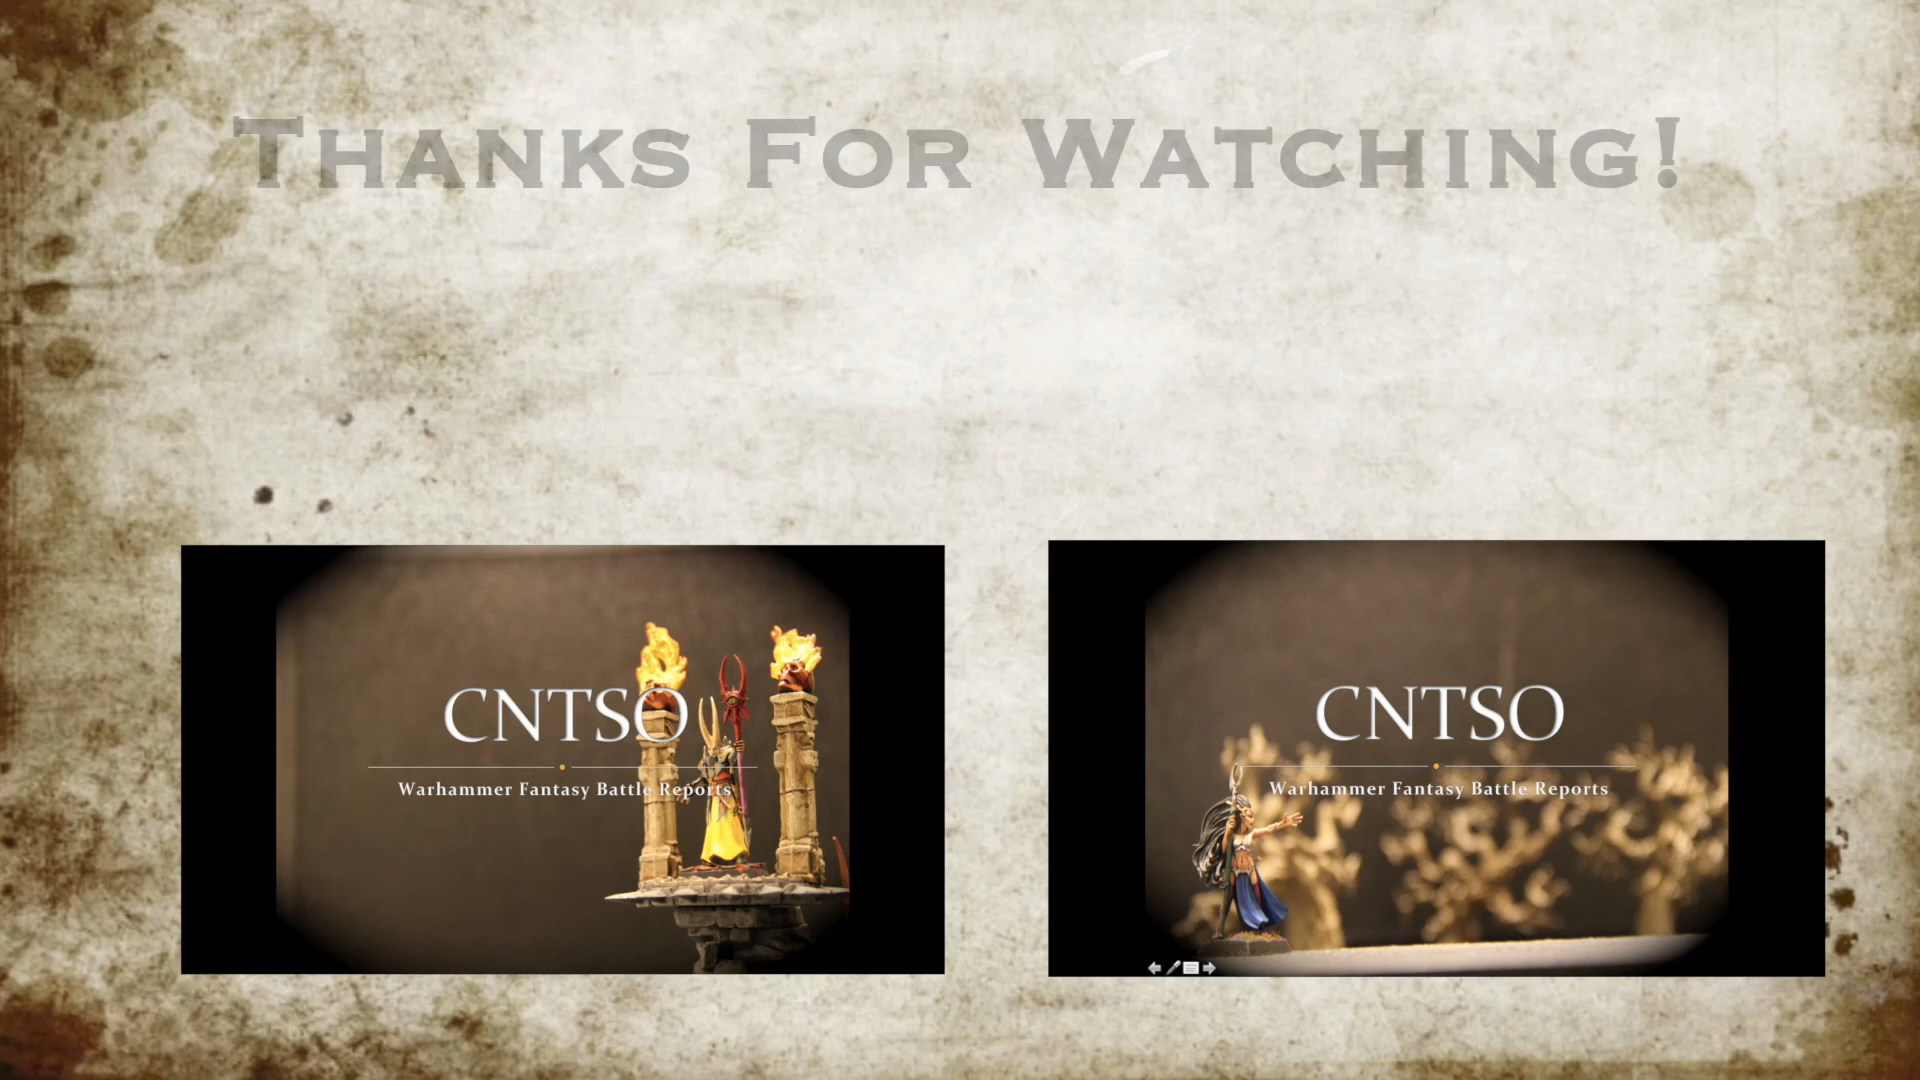 Thanks For Watching!
CNTSO
Warhammer Fantasy Battle Reports
CNTSO
Warhammer Fantasy Battle Reports